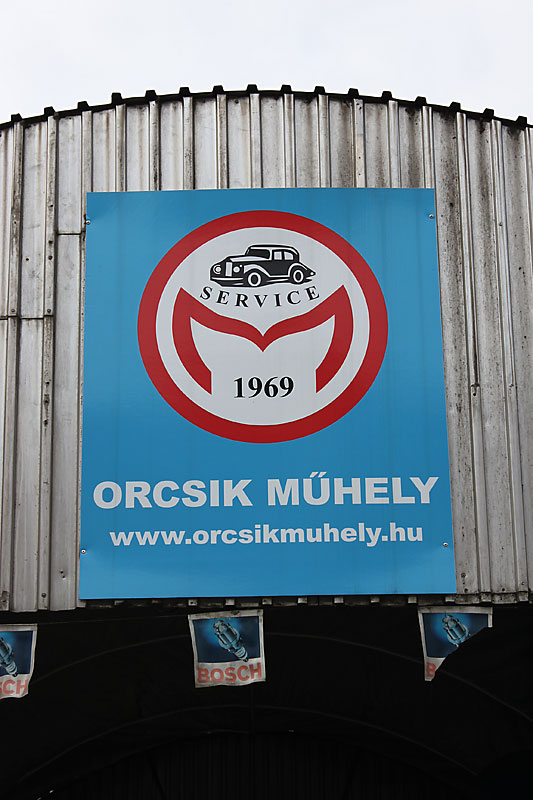 SERVICE
1969
ORCSIK MŰHELY
www.orcsikmuhely.hu
BOSCH